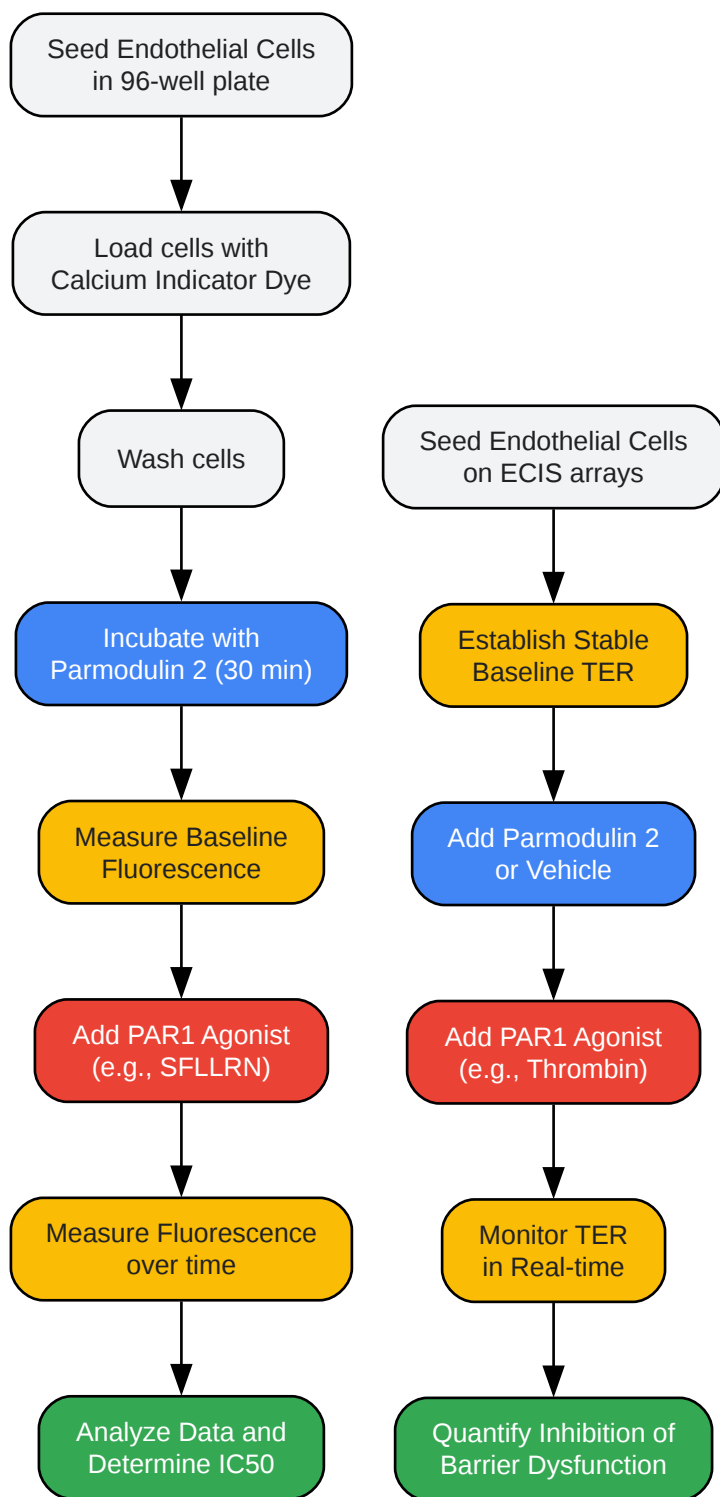 Seed Endothelial Cells
in 96-well plate
Load cells with
Calcium Indicator Dye
Wash cells
Incubate with
Parmodulin 2 (30 min)
Measure Baseline
Fluorescence
Add PAR1 Agonist
(e.g., SFLLRN)
Measure Fluorescence
over time
Analyze Data and
Determine IC50
Seed Endothelial Cells
on ECIS arrays
Establish Stable
Baseline TER
Add Parmodulin 2
or Vehicle
Add PAR1 Agonist
(e.g., Thrombin)
Monitor TER
in Real-time
Quantify Inhibition of
Barrier Dysfunction